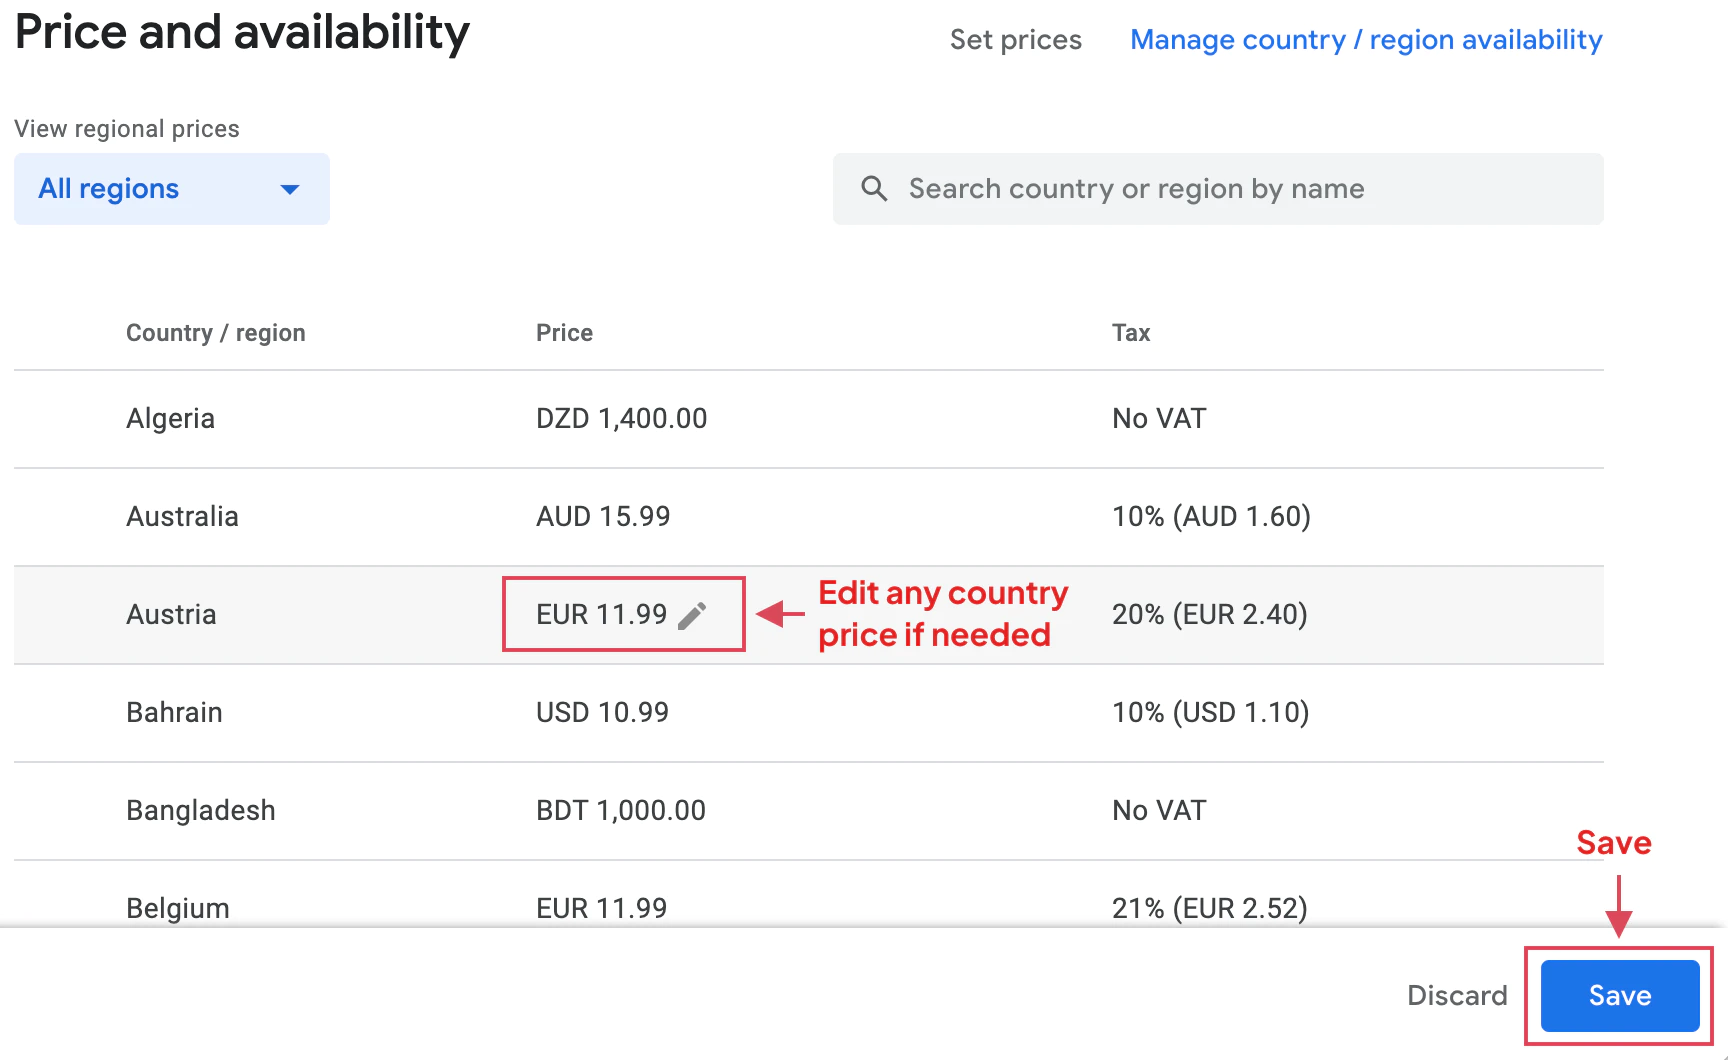 Price and availability
Set prices
Manage country / region availability
View regional prices
All regions
Search country or region by name
Country / region Price Tax
Algeria DZD 1,400.00 No VAT
Australia AUD 15.99 10% (AUD 1.60)
Austria EUR 11.99 20% (EUR 2.40)
Edit any country
price if needed
Bahrain USD 10.99 10% (USD 1.10)
Bangladesh BDT 1,000.00 No VAT
Save
Belgium EUR 11.99 21% (EUR 2.52)
Discard
Save